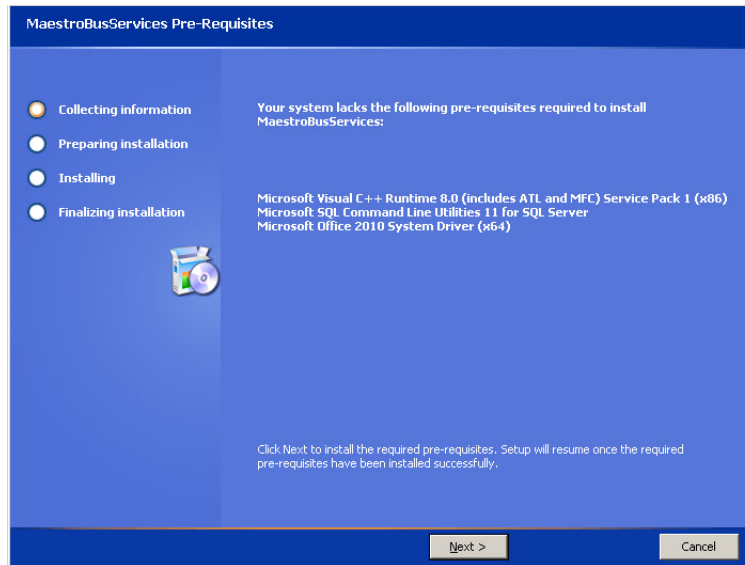 MaestroBusServices Pre-Requisites
Collecting information
Preparing installation
Installing
Finalizing installation
Your system lacks the following pre-requisites required to install
MaestroBusServices:
Microsoft Visual C++ Runtime 8.0 (includes ATL and MFC) Service Pack 1 (x86)
Microsoft SQL Command Line Utilities 11 for SQL Server
Microsoft Office 2010 System Driver (x64)
Click Next to install the required pre-requisites. Setup will resume once the required
pre-requisites have been installed successfully.
Next >
Cancel